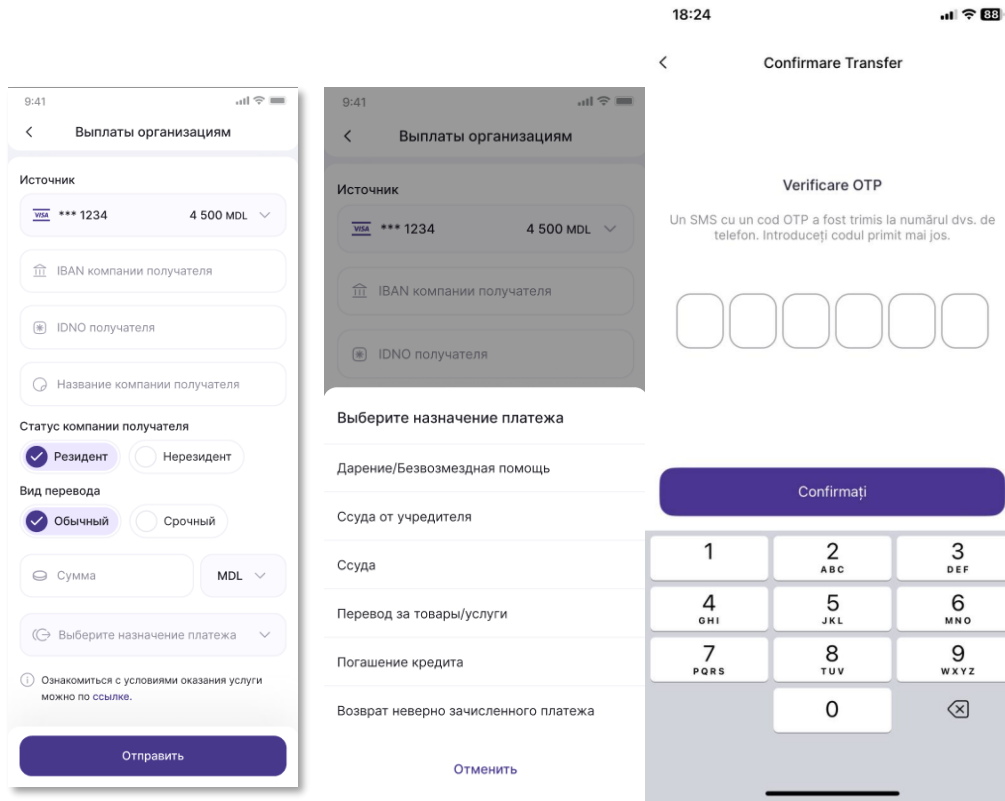 9:41
Выплаты организациям
Источник
VISA *** 1234 4 500 MDL
IBAN компании получателя
IDNO получателя
Название компании получателя
Статус компании получателя
Резидент Нерезидент
Вид перевода
Обычный Срочный
Сумма MDL
Выберите назначение платежа
Ознакомиться с условиями оказания услуги
можно по ссылке.
Отправить
9:41
Выплаты организациям
Источник
VISA *** 1234 4 500 MDL
IBAN компании получателя
IDNO получателя
Выберите назначение платежа
Дарение/Безвозмездная помощь
Ссуда от учредителя
Ссуда
Перевод за товары/услуги
Погашение кредита
Возврат неверно зачисленного платежа
Отменить
18:24 88
Confirmare Transfer
Verificare OTP
Un SMS cu un cod OTP a fost trimis la numărul dvs. de
telefon. Introduceți codul primit mai jos.
Confirmați
1 2 3
ABC DEF
4 5 6
GHI JKL MNO
7 8 9
PQRS TUV WXYZ
0